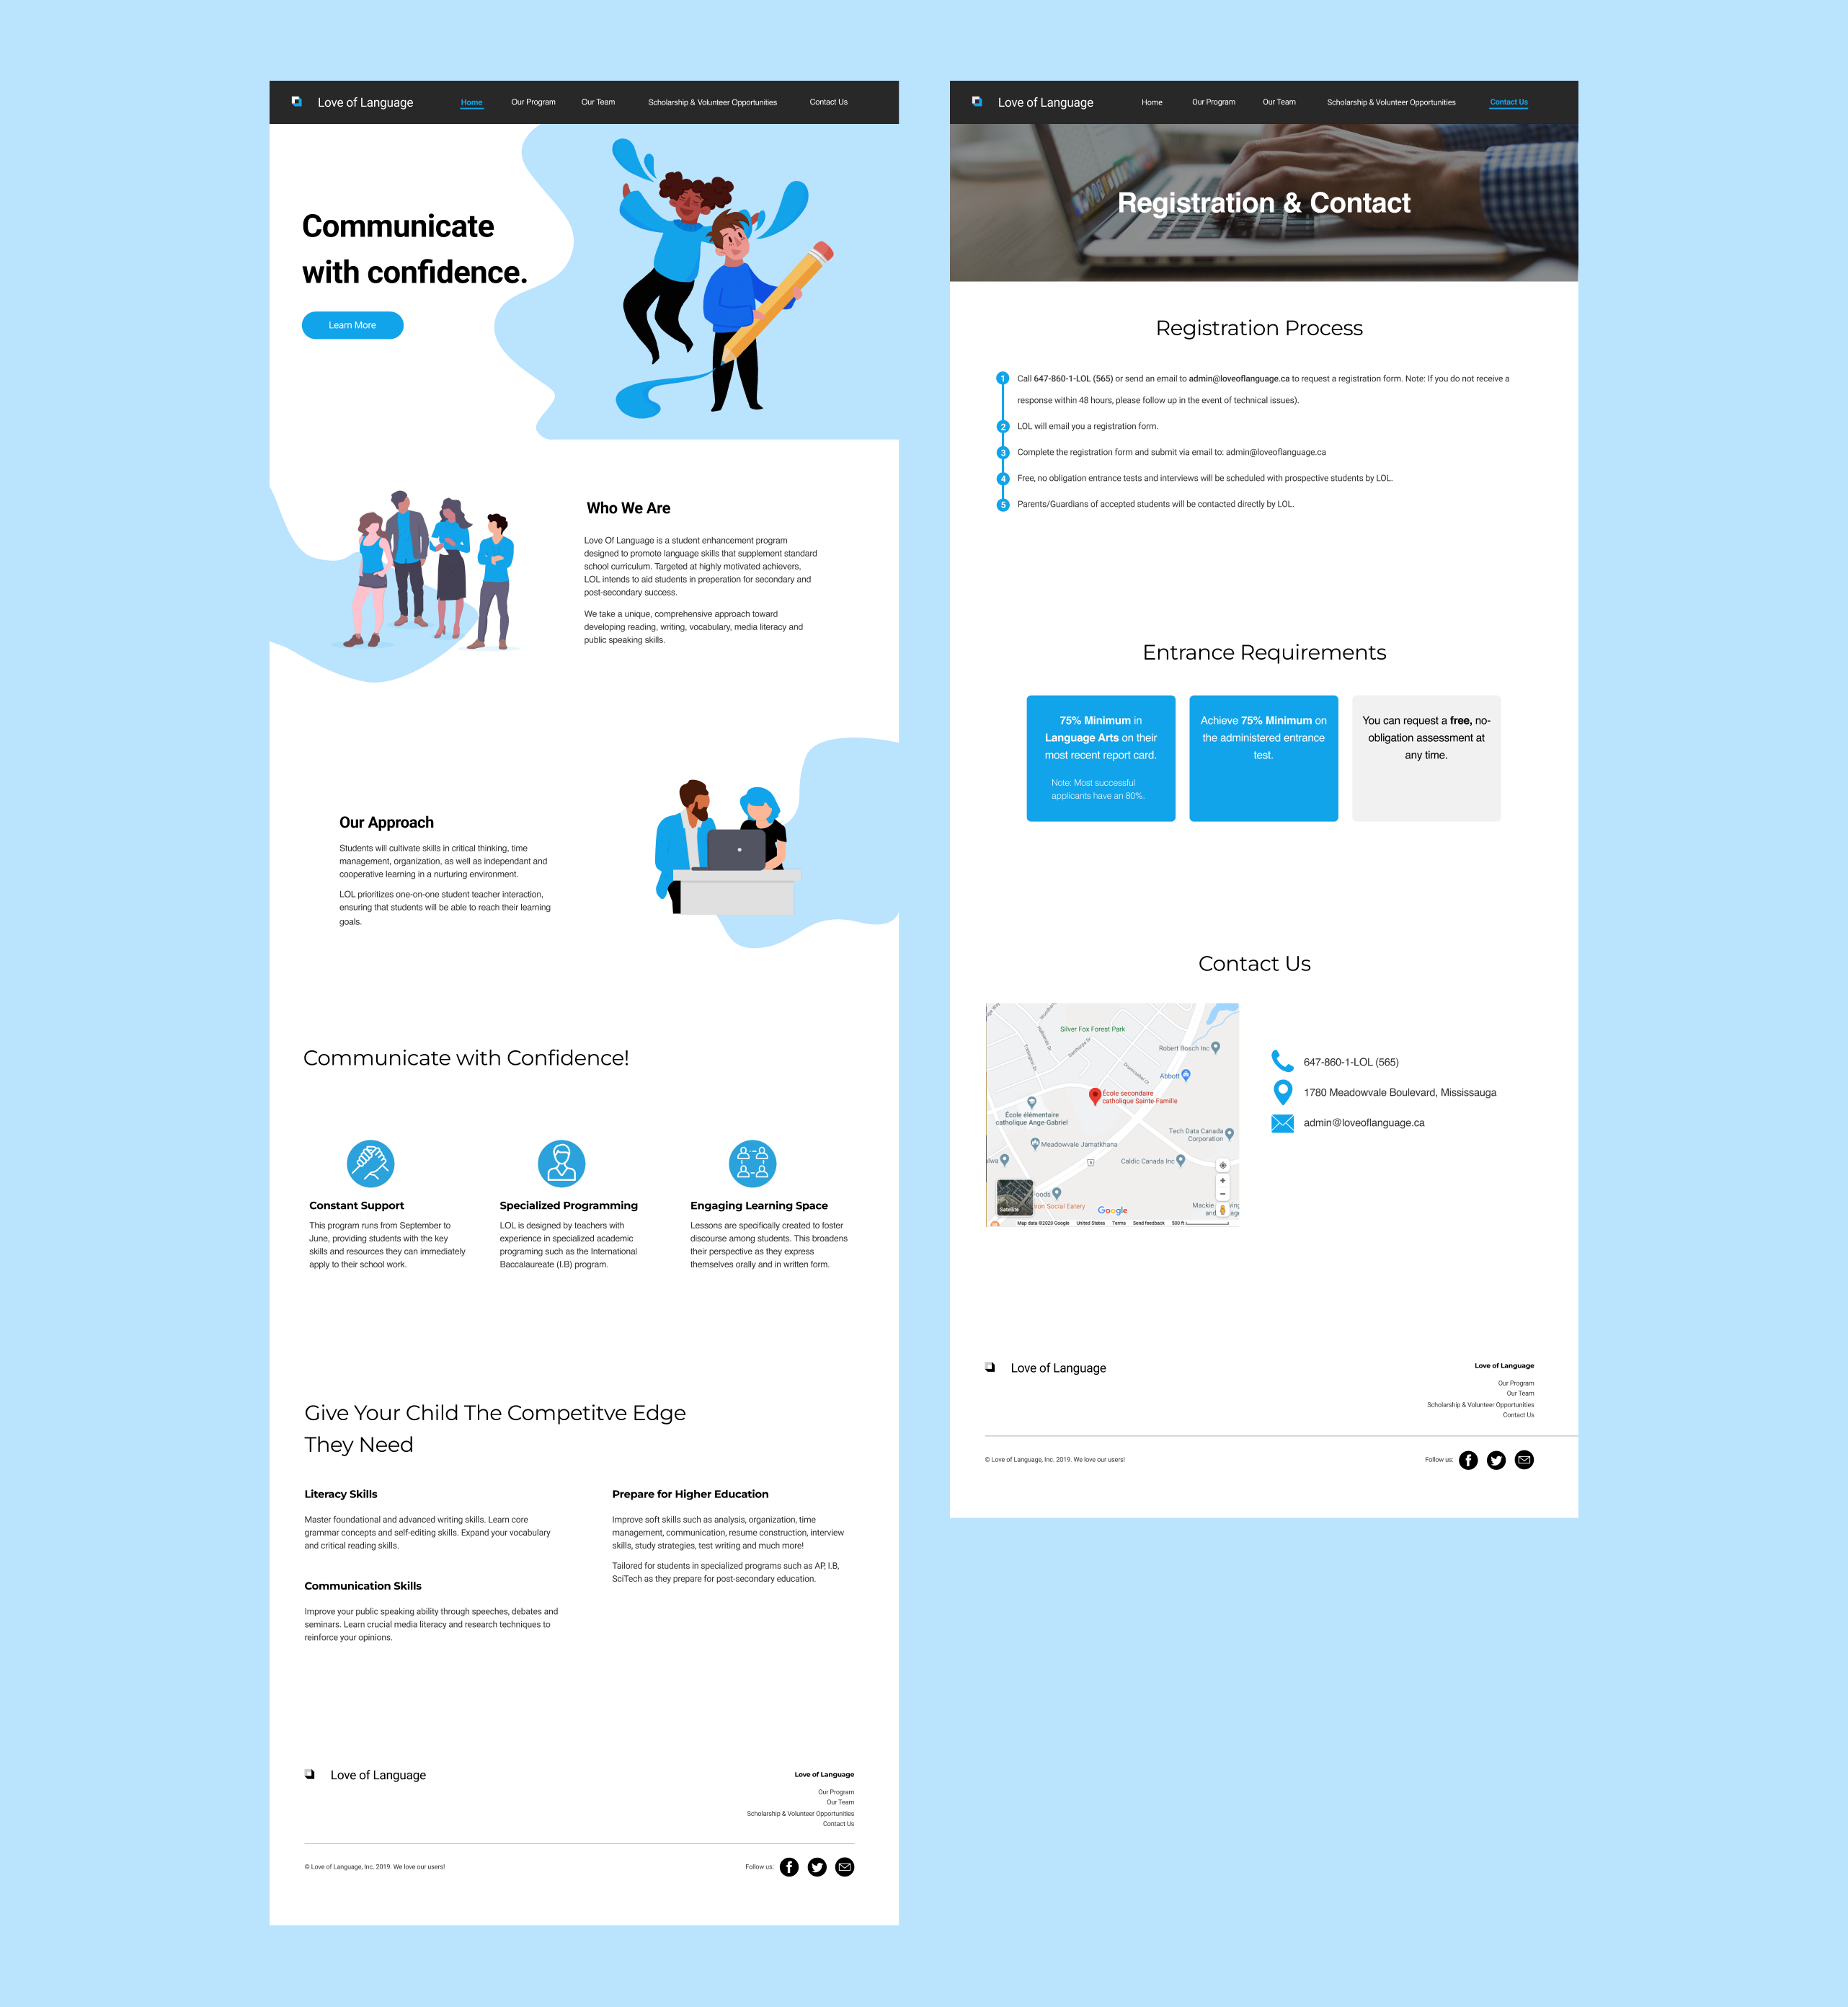 Love of Language
Home
Our Program
Our Team
Scholarship & Volunteer Opportunities
Contact Us
Communicate
with confidence.
Learn More
Who We Are
Love Of Language is a student enhancement program
designed to promote language skills that supplement standard
school curriculum. Targeted at highly motivated achievers,
LOL intends to aid students in preperation for secondary and
post-secondary success.
We take a unique, comprehensive approach toward
developing reading, writing, vocabulary, media literacy and
public speaking skills.
Our Approach
Students will cultivate skills in critical thinking, time
management, organization, as well as independant and
cooperative learning in a nurturing environment.
LOL prioritizes one-on-one student teacher interaction,
ensuring that students will be able to reach their learning
goals.
Communicate with Confidence!
Constant Support
This program runs from September to
June, providing students with the key
skills and resources they can immediately
apply to their school work.
Specialized Programming
LOL is designed by teachers with
experience in specialized academic
programing such as the International
Baccalaureate (I.B) program.
Engaging Learning Space
Lessons are specifically created to foster
discourse among students. This broadens
their perspective as they express
themselves orally and in written form.
Give Your Child The Competitve Edge
They Need
Literacy Skills
Master foundational and advanced writing skills. Learn core
grammar concepts and self-editing skills. Expand your vocabulary
and critical reading skills.
Communication Skills
Improve your public speaking ability through speeches, debates and
seminars. Learn crucial media literacy and research techniques to
reinforce your opinions.
Prepare for Higher Education
Improve soft skills such as analysis, organization, time
management, communication, resume construction, interview
skills, study strategies, test writing and much more!
Tailored for students in specialized programs such as AP, I.B,
SciTech as they prepare for post-secondary education.
Love of Language
Love of Language
Our Program
Our Team
Scholarship & Volunteer Opportunities
Contact Us
© Love of Language, Inc. 2019. We love our users!
Follow us:
Love of Language
Home
Our Program
Our Team
Scholarship & Volunteer Opportunities
Contact Us
Registration & Contact
Registration Process
1
Call 647-860-1-LOL (565) or send an email to admin@loveoflanguage.ca to request a registration form. Note: If you do not receive a
response within 48 hours, please follow up in the event of technical issues).
2
LOL will email you a registration form.
3
Complete the registration form and submit via email to: admin@loveoflanguage.ca
4
Free, no obligation entrance tests and interviews will be scheduled with prospective students by LOL.
5
Parents/Guardians of accepted students will be contacted directly by LOL.
Entrance Requirements
75% Minimum in
Language Arts on their
most recent report card.
Note: Most successful
applicants have an 80%.
Achieve 75% Minimum on
the administered entrance
test.
You can request a free, no-
obligation assessment at
any time.
Contact Us
Silver Fox Forest Park
Robert Bosch Inc
Abbott
École secondaire
catholique Sainte-Famille
École élémentaire
catholique Ange-Gabriel
Tech Data Canada
Corporation
Meadowvale Jamatkhana
Caldic Canada Inc
Satellite
Social Eatery
Google
Mackie
Map data ©2020 Google
United States
Terms
Send feedback
500 ft
647-860-1-LOL (565)
1780 Meadowvale Boulevard, Mississauga
admin@loveoflanguage.ca
Love of Language
Love of Language
Our Program
Our Team
Scholarship & Volunteer Opportunities
Contact Us
© Love of Language, Inc. 2019. We love our users!
Follow us: